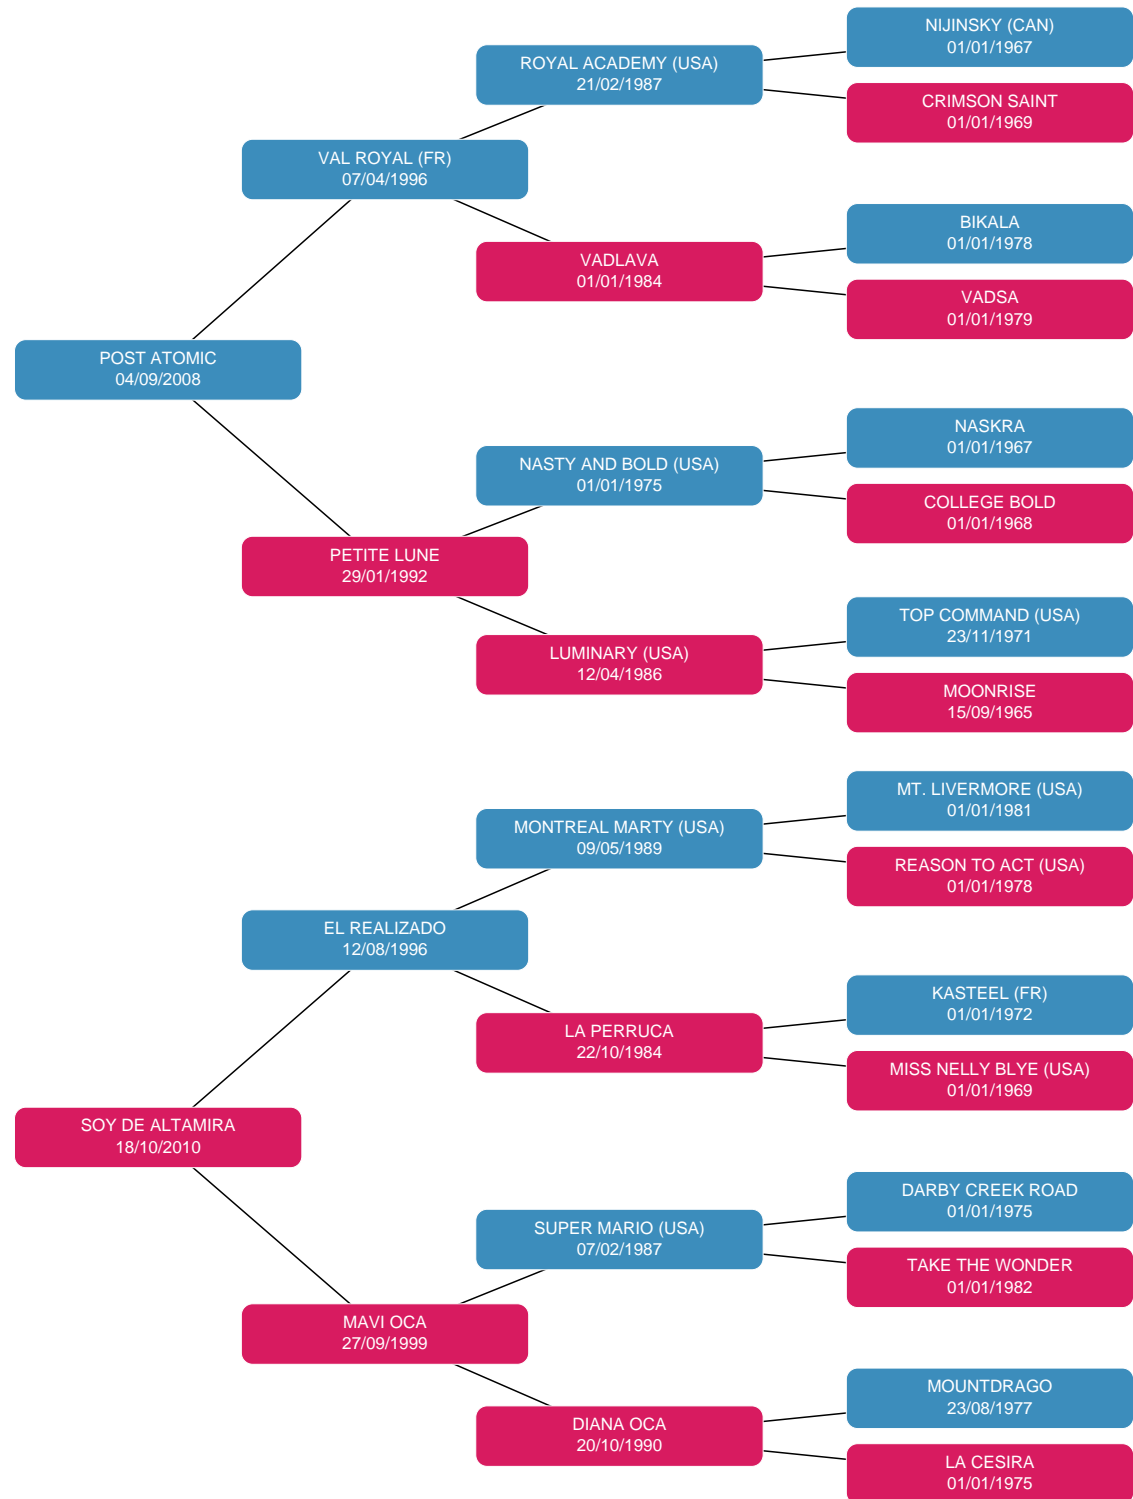 NIJINSKY (CAN)
01/01/1967
ROYAL ACADEMY (USA)
21/02/1987
CRIMSON SAINT
01/01/1969
VAL ROYAL (FR)
07/04/1996
BIKALA
01/01/1978
VADLAVA
01/01/1984
VADSA
01/01/1979
POST ATOMIC
04/09/2008
NASKRA
01/01/1967
NASTY AND BOLD (USA)
01/01/1975
COLLEGE BOLD
01/01/1968
PETITE LUNE
29/01/1992
TOP COMMAND (USA)
23/11/1971
LUMINARY (USA)
12/04/1986
MOONRISE
15/09/1965
MT. LIVERMORE (USA)
01/01/1981
MONTREAL MARTY (USA)
09/05/1989
REASON TO ACT (USA)
01/01/1978
EL REALIZADO
12/08/1996
KASTEEL (FR)
01/01/1972
LA PERRUCA
22/10/1984
MISS NELLY BLYE (USA)
01/01/1969
SOY DE ALTAMIRA
18/10/2010
DARBY CREEK ROAD
01/01/1975
SUPER MARIO (USA)
07/02/1987
TAKE THE WONDER
01/01/1982
MAVI OCA
27/09/1999
MOUNTDRAGO
23/08/1977
DIANA OCA
20/10/1990
LA CESIRA
01/01/1975